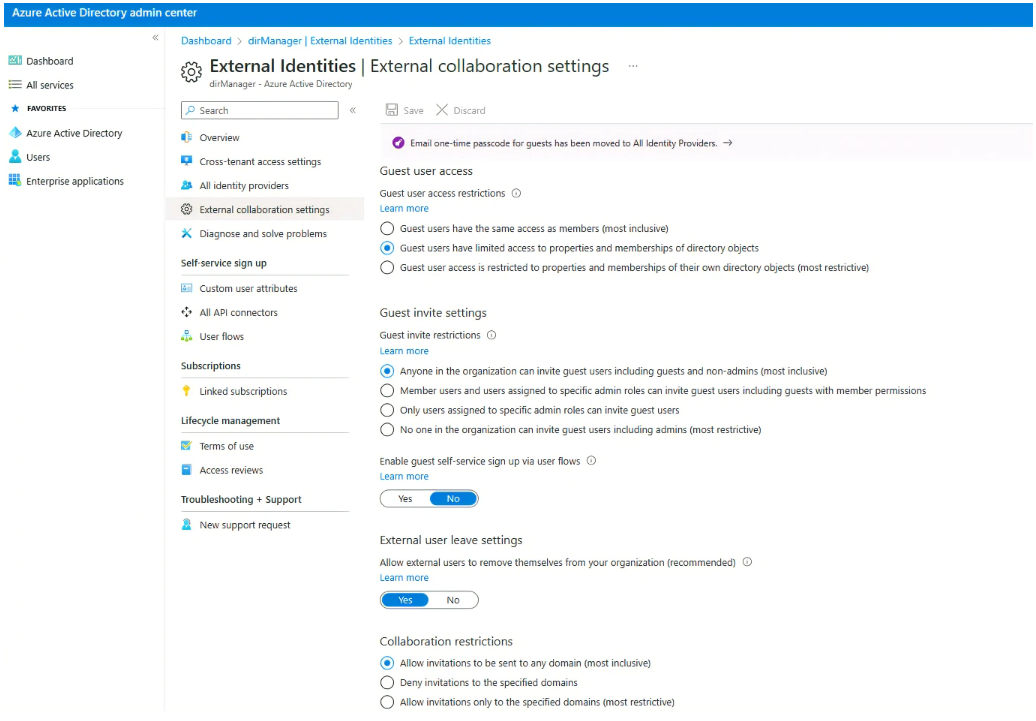 Azure Active Directory admin center
«
Dashboard
All services
FAVORITES
Azure Active Directory
Users
Enterprise applications
Dashboard > dirManager | External Identities > External Identities
External Identities | External collaboration settings ...
dirManager - Azure Active Directory
Search «
Overview
Cross-tenant access settings
All identity providers
External collaboration settings
Diagnose and solve problems
Self-service sign up
Custom user attributes
All API connectors
User flows
Subscriptions
Linked subscriptions
Lifecycle management
Terms of use
Access reviews
Troubleshooting + Support
New support request
Save Discard
Email one-time passcode for guests has been moved to All Identity Providers. →
Guest user access
Guest user access restrictions
Learn more
Guest users have the same access as members (most inclusive)
Guest users have limited access to properties and memberships of directory objects
Guest user access is restricted to properties and memberships of their own directory objects (most restrictive)
Guest invite settings
Guest invite restrictions
Learn more
Anyone in the organization can invite guest users including guests and non-admins (most inclusive)
Member users and users assigned to specific admin roles can invite guest users including guests with member permissions
Only users assigned to specific admin roles can invite guest users
No one in the organization can invite guest users including admins (most restrictive)
Enable guest self-service sign up via user flows
Learn more
Yes No
External user leave settings
Allow external users to remove themselves from your organization (recommended)
Learn more
Yes No
Collaboration restrictions
Allow invitations to be sent to any domain (most inclusive)
Deny invitations to the specified domains
Allow invitations only to the specified domains (most restrictive)